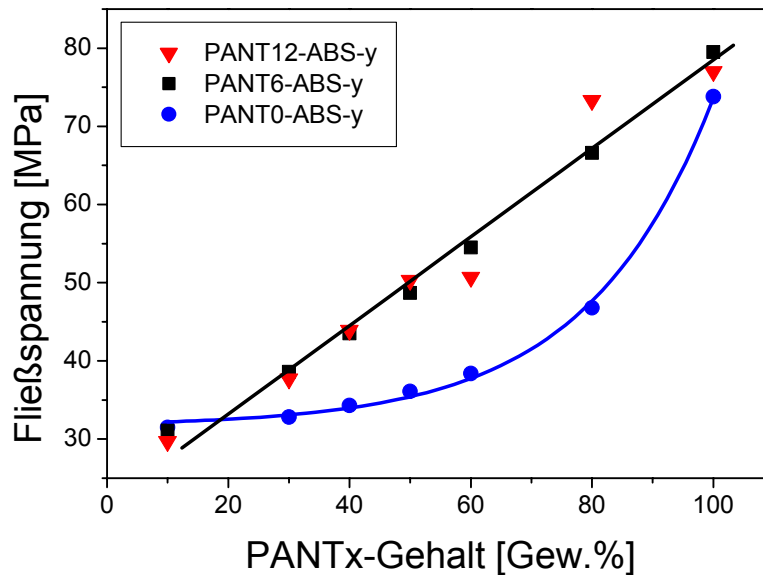 PANT12-ABS-y
PANT6-ABS-y
PANT0-ABS-y
Fließspannung [MPa]
80
70
60
50
40
30
0 20 40 60 80 100
PANTx-Gehalt [Gew.%]